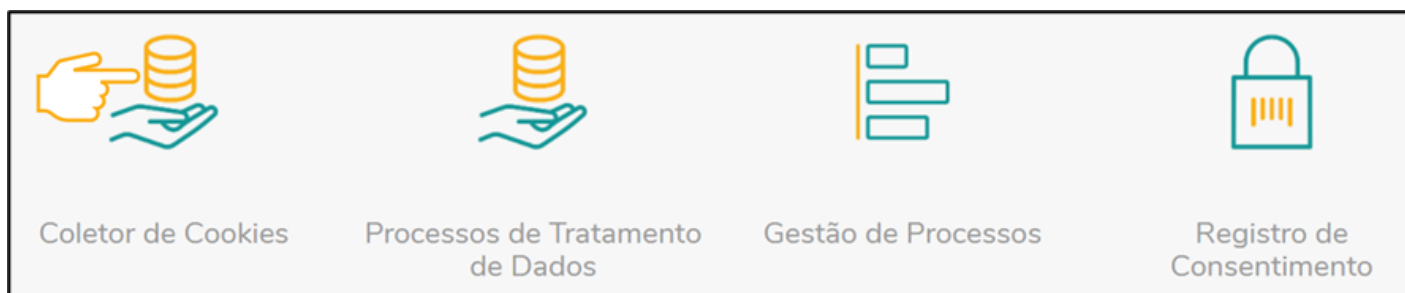 Coletor de Cookies
Processos de Tratamento
de Dados
Gestão de Processos
Registro de
Consentimento